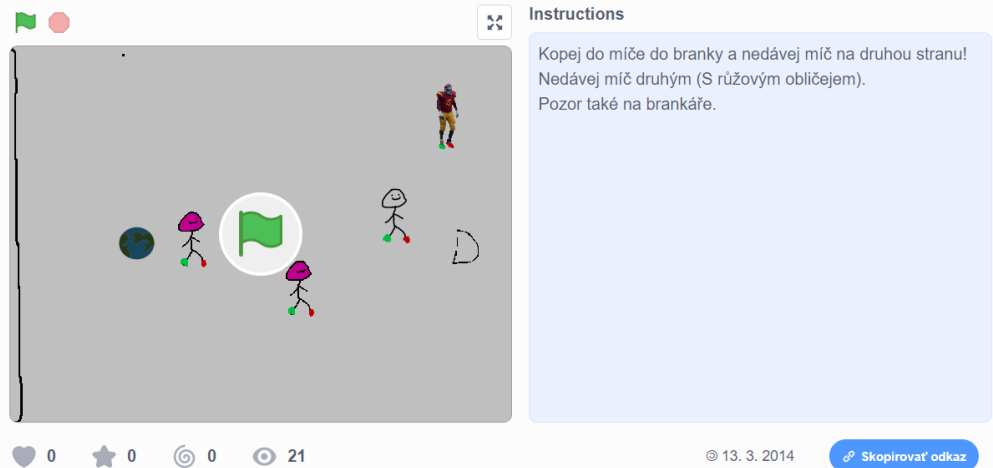 Instructions
Kopej do míče do branky a nedávej míč na druhou stranu!
Nedávej míč druhým (S růžovým obličejem).
Pozor také na brankáře.
0 0 0 21
© 13. 3. 2014
Skopírovať odkaz